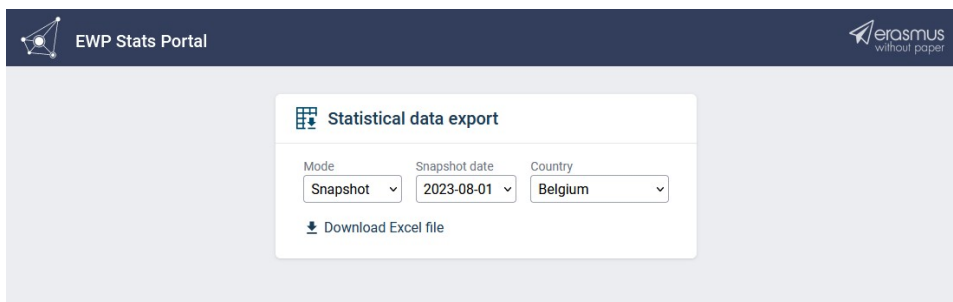 EWP Stats Portal
erasmus
without paper
Statistical data export
Mode Snapshot date Country
Snapshot 2023-08-01 Belgium
Download Excel file